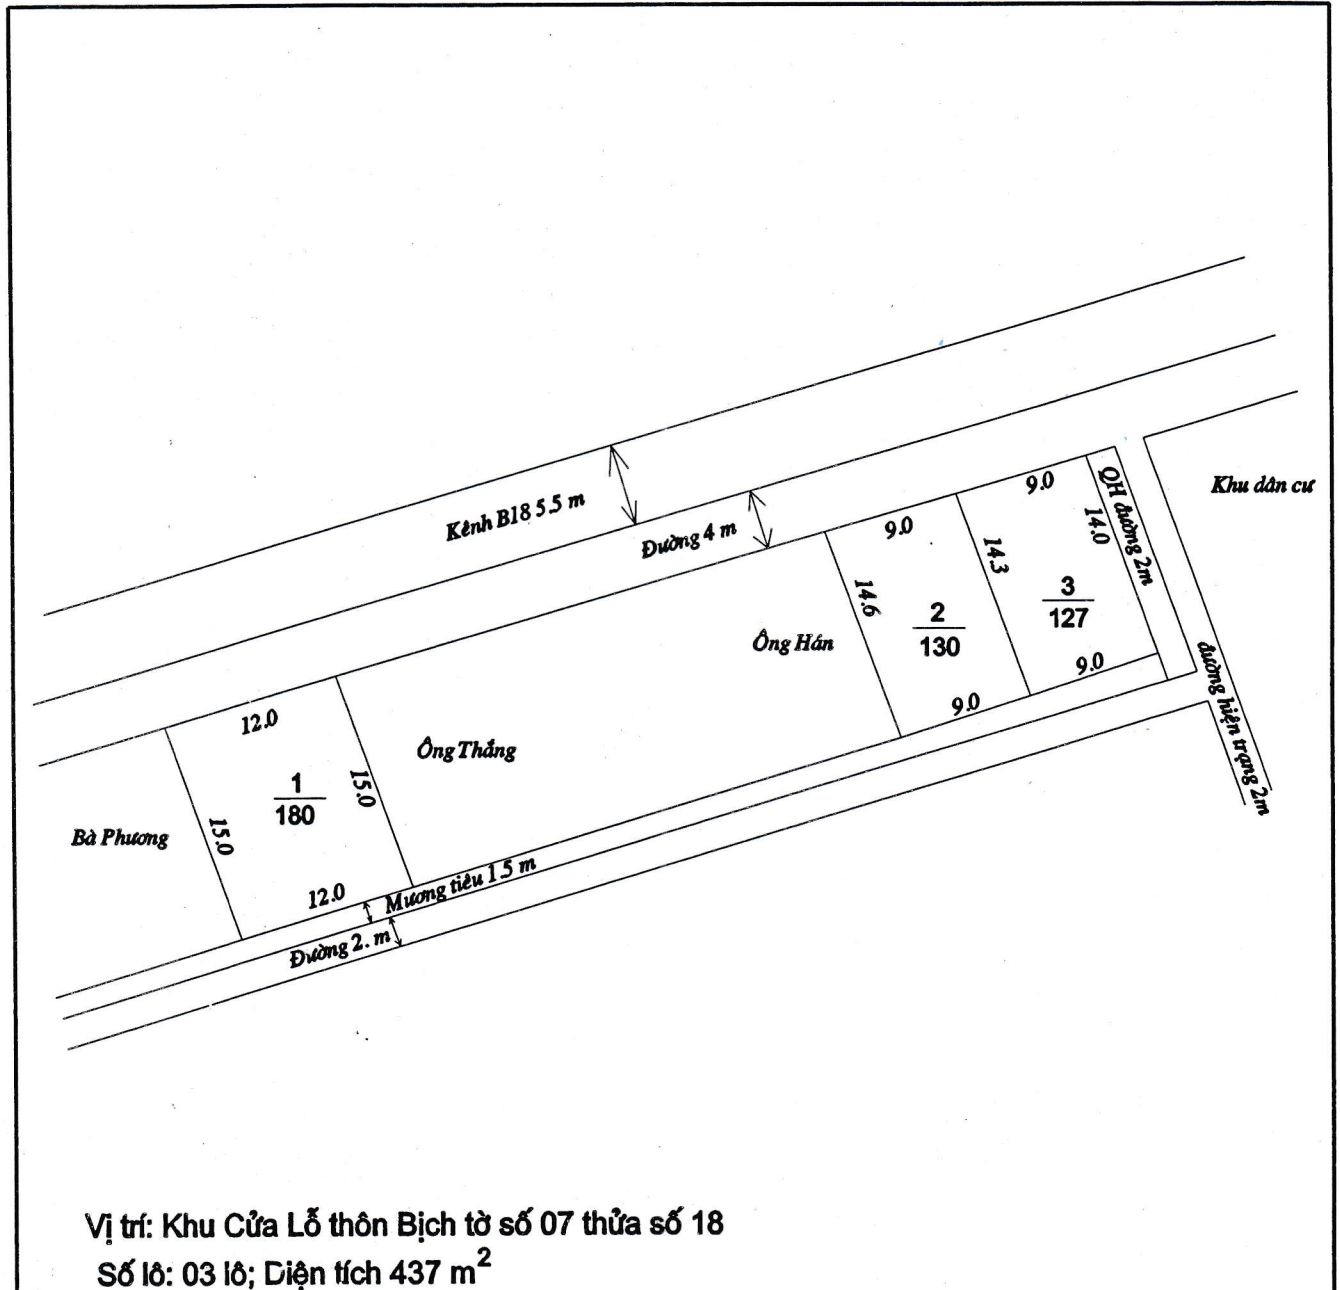 Kênh B18 5.5 m
Đường 4 m
Khu dân cư
QH đường 2m
9.0
14.0
9.0
14.3
14.6
3
127
2
130
Ông Hán
9.0
9.0
đường hiện trạng 2m
12.0
Ông Thắng
15.0
1
180
15.0
Bà Phương
12.0
Mương tiêu 1.5 m
Đường 2. m
Vị trí: Khu Cửa Lỗ thôn Bịch tờ số 07 thửa số 18
Số lô: 03 lô; Diện tích 437 m²